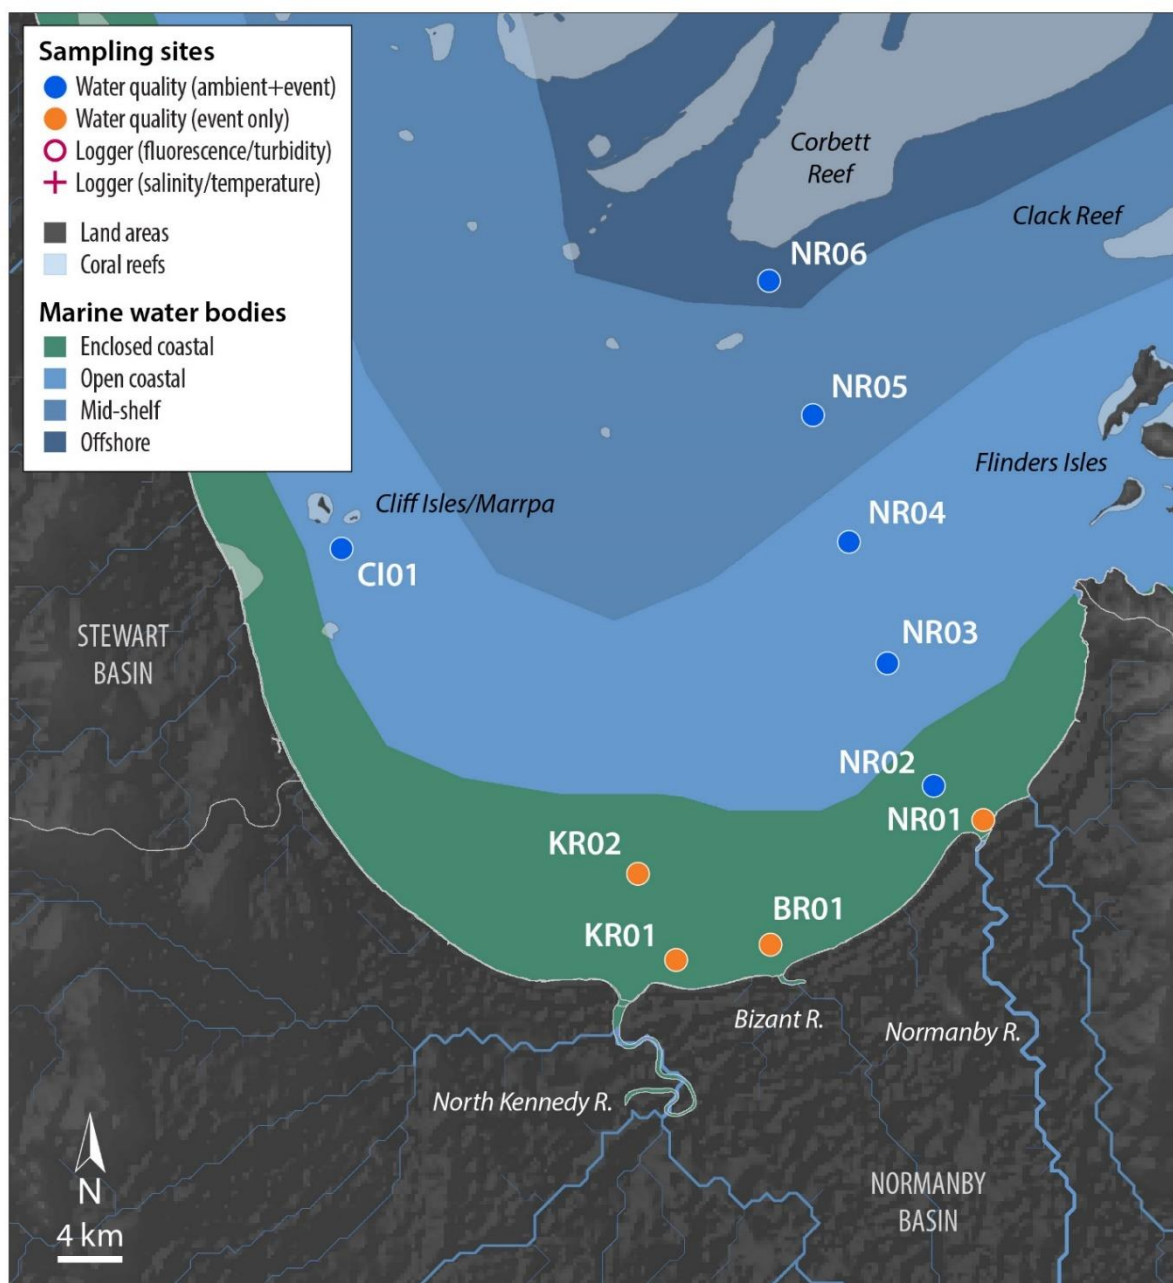 Sampling sites
Water quality (ambient+event)
Water quality (event only)
Logger (fluorescence/turbidity)
Logger (salinity/temperature)
Land areas
Coral reefs
Marine water bodies
Enclosed coastal
Open coastal
Mid-shelf
Offshore
Corbett
Reef
Clack Reef
NR06
NR05
Flinders Isles
Cliff Isles/Marrpa
NR04
CI01
STEWART
BASIN
NR03
NR02
NR01
KR02
BR01
KR01
Bizant R.
Normanby R.
North Kennedy R.
NORMANBY
BASIN
N
4 km